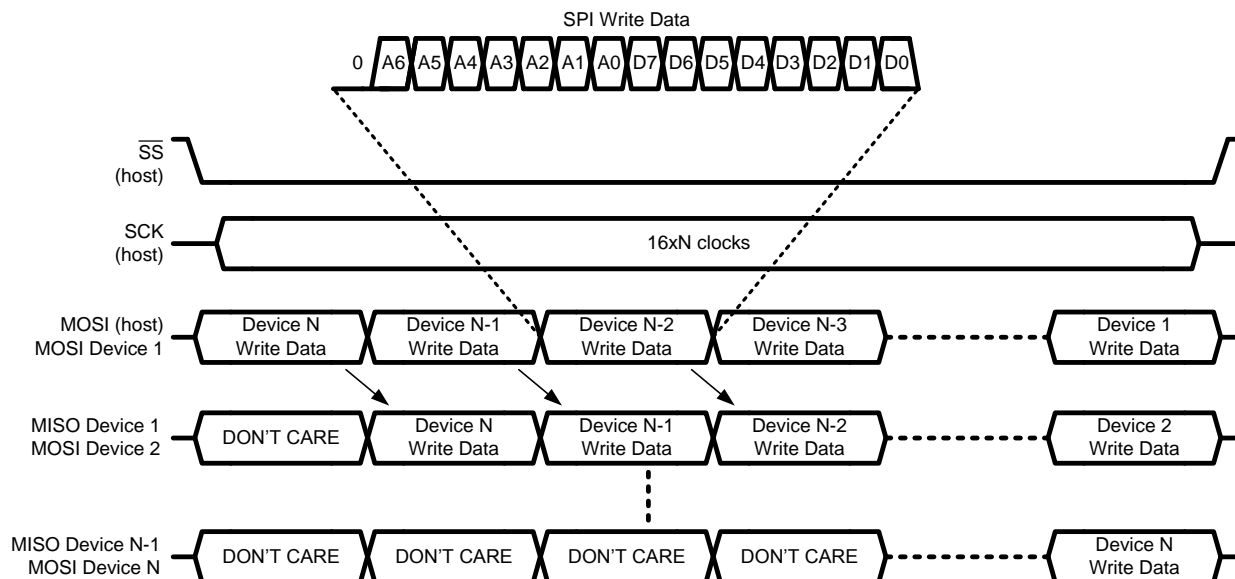 SPI Write Data
0 A6 A5 A4 A3 A2 A1 A0 D7 D6 D5 D4 D3 D2 D1 D0
SS
(host)
SCK
(host)
16xN clocks
MOSI (host)
MOSI Device 1
Device N
Write Data
Device N-1
Write Data
Device N-2
Write Data
Device N-3
Write Data
Device 1
Write Data
MISO Device 1
MOSI Device 2
DON'T CARE
Device N
Write Data
Device N-1
Write Data
Device N-2
Write Data
Device 2
Write Data
MISO Device N-1
MOSI Device N
DON'T CARE
DON'T CARE
DON'T CARE
DON'T CARE
Device N
Write Data